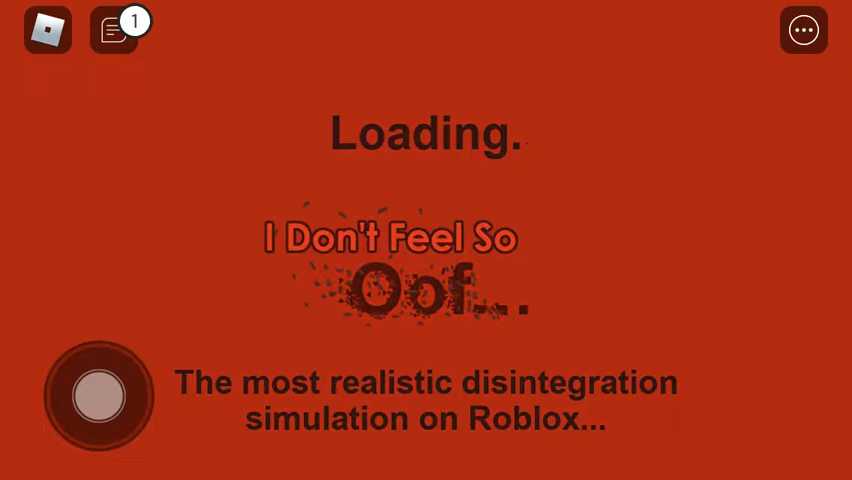 1
Loading.
I Don't Feel So
Oof...
The most realistic disintegration
simulation on Roblox...